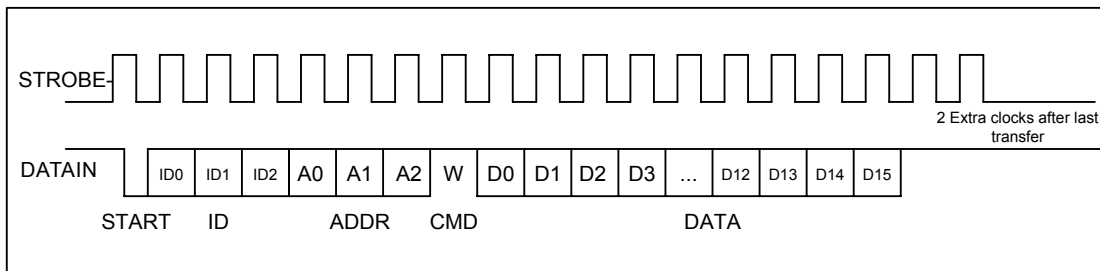 STROBE-
2 Extra clocks after last
transfer
DATAIN
ID0 ID1 ID2 A0 A1 A2 W D0 D1 D2 D3 ... D12 D13 D14 D15
START ID ADDR CMD DATA